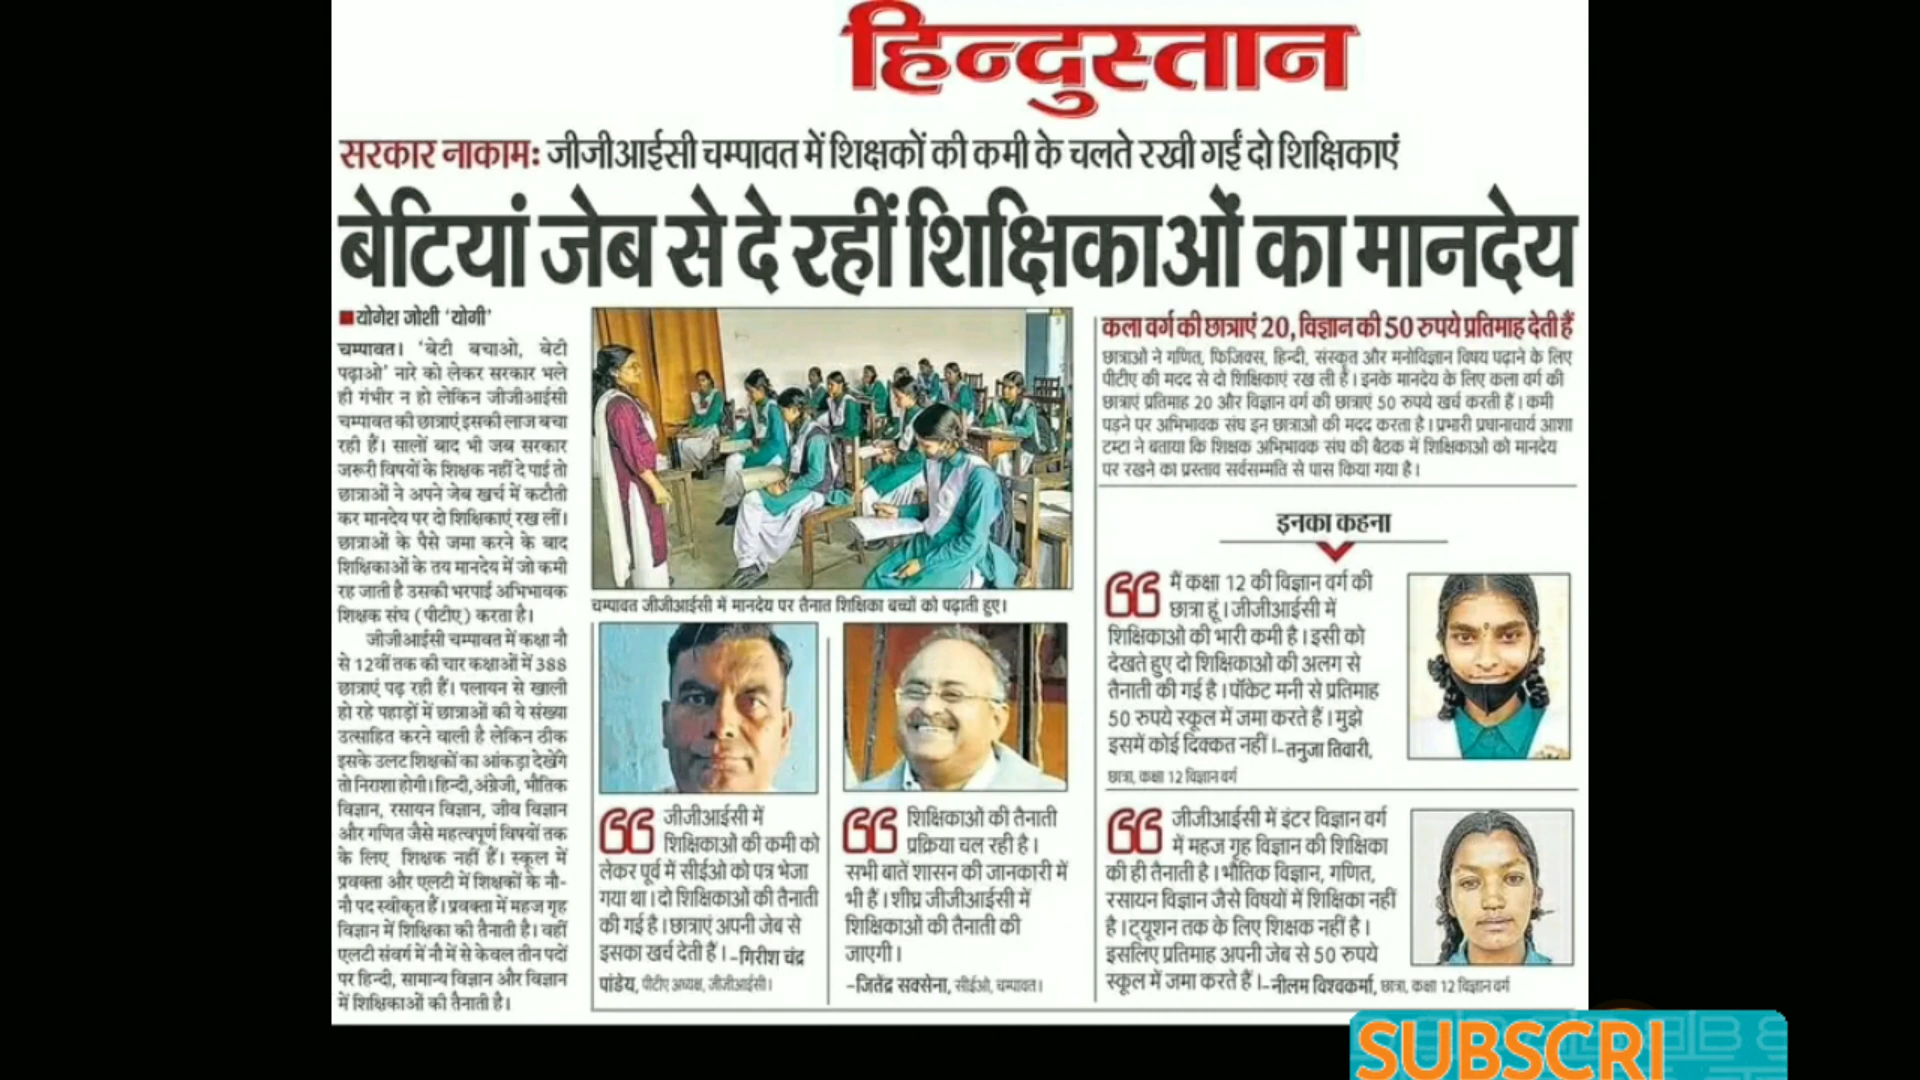 हिन्दुस्तान
सरकार नाकाम: जीजीआईसी चम्पावत में शिक्षकों की कमी के चलते रखी गईं दो शिक्षिकाएं
बेटियां जेब से दे रहीं शिक्षिकाओं का मानदेय
योगेश जोशी 'योगी'
चम्पावत। 'बेटी बचाओ, बेटी
पढ़ाओ' नारे को लेकर सरकार भले
ही गंभीर न हो लेकिन जीजीआईसी
चम्पावत की छात्राएं इसकी लाज बचा
रही हैं। सालों बाद भी जब सरकार
जरूरी विषयों के शिक्षक नहीं दे पाई तो
छात्राओं ने अपने जेब खर्च में कटौती
कर मानदेय पर दो शिक्षिकाएं रख लीं।
छात्राओं के पैसे जमा करने के बाद
शिक्षिकाओं के तय मानदेय में जो कमी
रह जाती है उसकी भरपाई अभिभावक
शिक्षक संघ (पीटीए) करता है।
जीजीआईसी चम्पावत में कक्षा नौ
से 12वीं तक की चार कक्षाओं में 388
छात्राएं पढ़ रही हैं। पलायन से खाली
हो रहे पहाड़ों में छात्राओं की ये संख्या
उत्साहित करने वाली है लेकिन ठीक
इसके उलट शिक्षकों का आंकड़ा देखेंगे
तो निराशा होगी। हिन्दी, अंग्रेजी, भौतिक
विज्ञान, रसायन विज्ञान, जीव विज्ञान
और गणित जैसे महत्वपूर्ण विषयों तक
के लिए शिक्षक नहीं हैं। स्कूल में
प्रवक्ता और एलटी में शिक्षकों के नौ-
नौ पद स्वीकृत हैं। प्रवक्ता में महज गृह
विज्ञान में शिक्षिका की तैनाती है। वहीं
एलटी संवर्ग में नौ में से केवल तीन पदों
पर हिन्दी, सामान्य विज्ञान और विज्ञान
में शिक्षिकाओं की तैनाती है।
चम्पावत जीजीआईसी में मानदेय पर तैनात शिक्षिका बच्चों को पढ़ाती हुए।
जीजीआईसी में
शिक्षिकाओं की कमी को
लेकर पूर्व में सीईओ को पत्र भेजा
गया था। दो शिक्षिकाओं की तैनाती
की गई है। छात्राएं अपनी जेब से
इसका खर्च देती हैं। -गिरीश चंद्र
पांडेय, पीटीए अध्यक्ष, जीजीआईसी।
शिक्षिकाओं की तैनाती
प्रक्रिया चल रही है।
सभी बातें शासन की जानकारी में
भी हैं। शीघ्र जीजीआईसी में
शिक्षिकाओं की तैनाती की
जाएगी।
-जितेंद्र सक्सेना, सीईओ, चम्पावत।
कला वर्ग की छात्राएं 20, विज्ञान की 50 रुपये प्रतिमाह देती हैं
छात्राओं ने गणित, फिजिक्स, हिन्दी, संस्कृत और मनोविज्ञान विषय पढ़ाने के लिए
पीटीए की मदद से दो शिक्षिकाएं रख ली हैं। इनके मानदेय के लिए कला वर्ग की
छात्राएं प्रतिमाह 20 और विज्ञान वर्ग की छात्राएं 50 रुपये खर्च करती हैं। कमी
पड़ने पर अभिभावक संघ इन छात्राओं की मदद करता है। प्रभारी प्रधानाचार्य आशा
टम्टा ने बताया कि शिक्षक अभिभावक संघ की बैठक में शिक्षिकाओं को मानदेय
पर रखने का प्रस्ताव सर्वसम्मति से पास किया गया है।
इनका कहना
मैं कक्षा 12 की विज्ञान वर्ग की
छात्रा हूं। जीजीआईसी में
शिक्षिकाओं की भारी कमी है। इसी को
देखते हुए दो शिक्षिकाओं की अलग से
तैनाती की गई है। पॉकेट मनी से प्रतिमाह
50 रुपये स्कूल में जमा करते हैं। मुझे
इसमें कोई दिक्कत नहीं। -तनुजा तिवारी,
छात्रा, कक्षा 12 विज्ञान वर्ग
जीजीआईसी में इंटर विज्ञान वर्ग
में महज गृह विज्ञान की शिक्षिका
की ही तैनाती है। भौतिक विज्ञान, गणित,
रसायन विज्ञान जैसे विषयों में शिक्षिका नहीं
है। ट्यूशन तक के लिए शिक्षक नहीं है।
इसलिए प्रतिमाह अपनी जेब से 50 रुपये
स्कूल में जमा करते हैं। -नीलम विश्वकर्मा, छात्रा, कक्षा 12 विज्ञान वर्ग
SUBSCRI